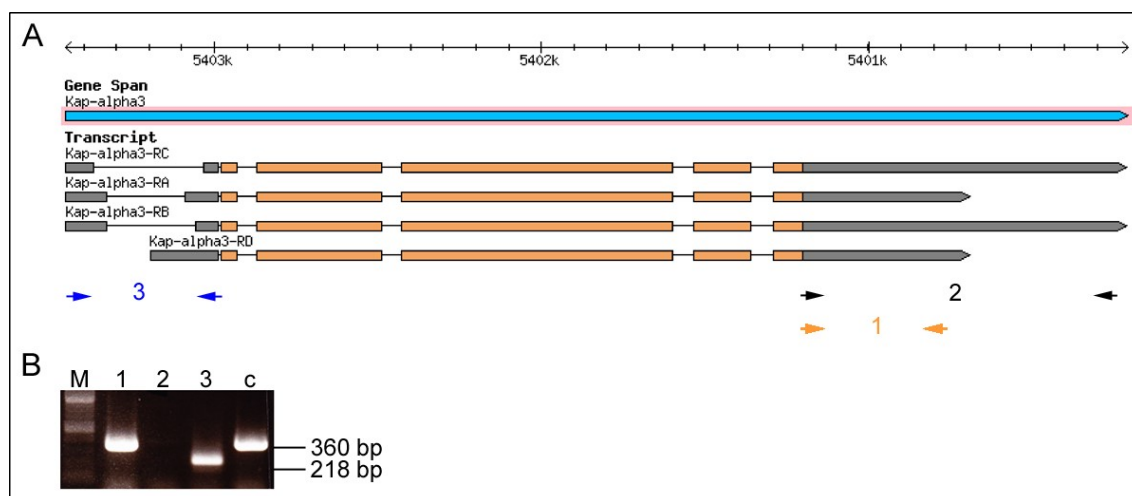 A
5403k 5402k 5401k
Gene Span
Kap-alpha3
Transcript
Kap-alpha3-RC
Kap-alpha3-RA
Kap-alpha3-RB
Kap-alpha3-RD
3 2
1
B
M 1 2 3 c
360 bp
218 bp